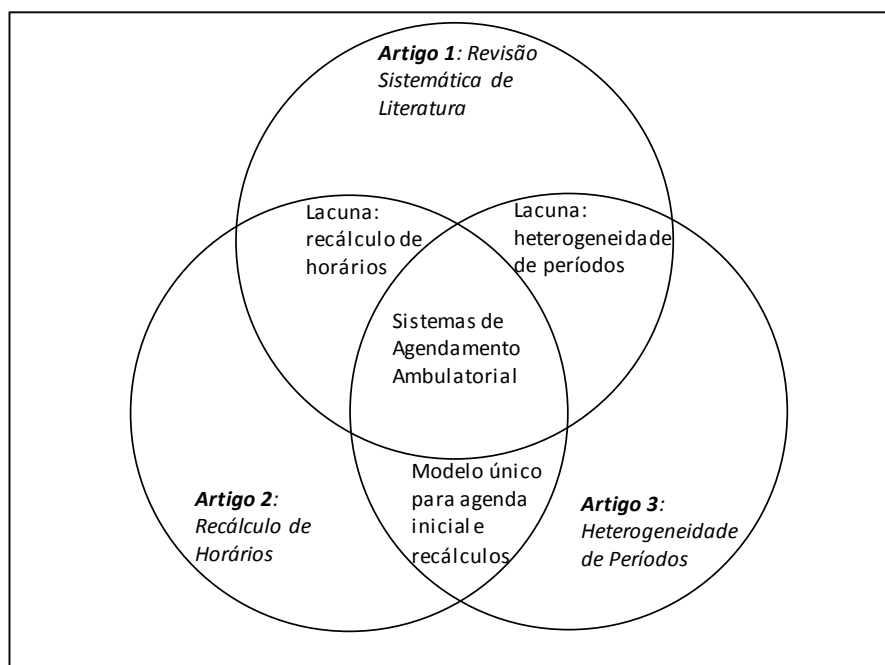 Artigo 1: Revisão
Sistemática de
Literatura
Lacuna:
recálculo de
horários
Lacuna:
heterogeneidade
de períodos
Sistemas de
Agendamento
Ambulatorial
Modelo único
para agenda
inicial e
recálculos
Artigo 2:
Recálculo de
Horários
Artigo 3:
Heterogeneidade
de Períodos